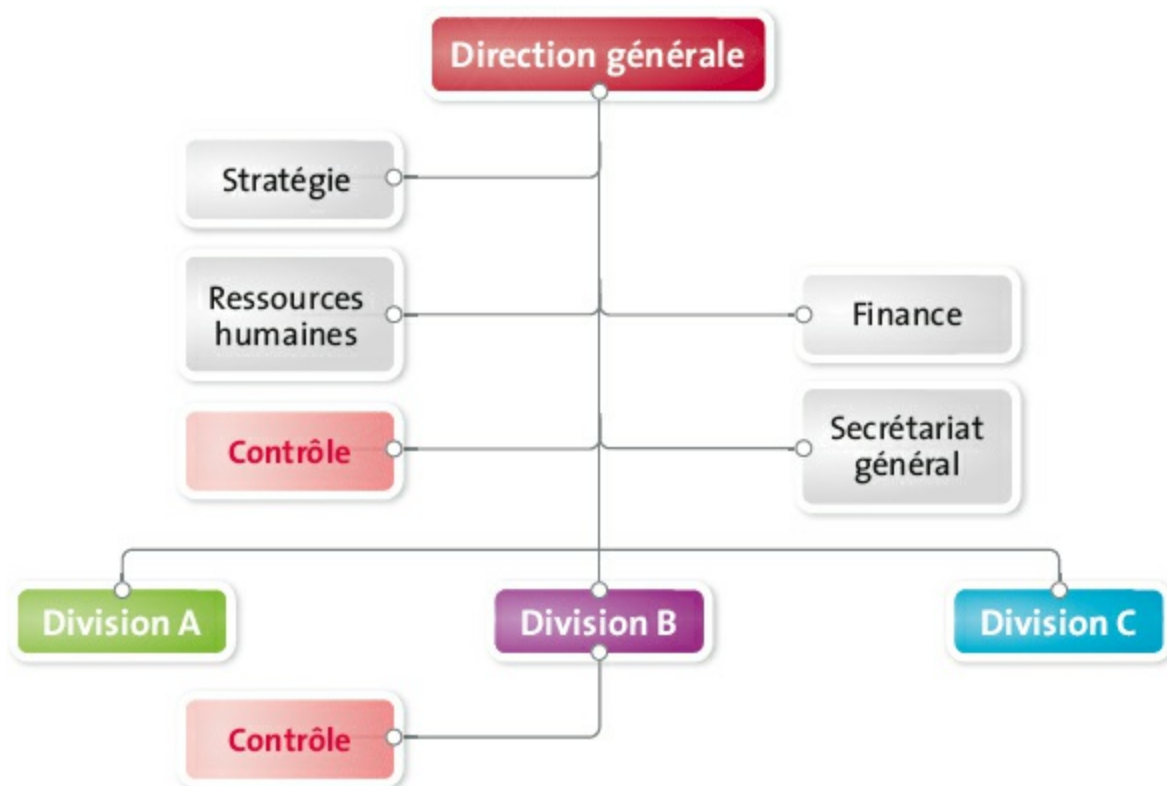 Direction générale
Stratégie
Ressources
humaines
Finance
Contrôle
Secrétariat
général
Division A
Division B
Division C
Contrôle